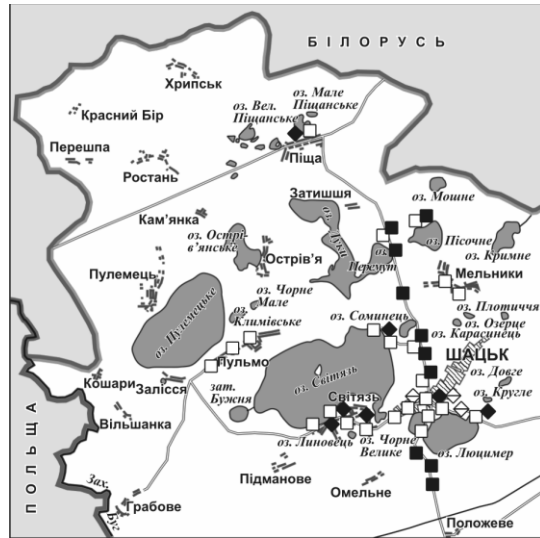 БІЛОРУСЬ
Хрипськ
оз. Мале
Піщанське
оз. Вел.
Піщанське
Красний Бір
Перешпа
Піща
Ростань
Затишшя
оз. Мошне
Кам'янка
оз. Острі-
в'янське
оз. Луки
оз. Пісочне
оз. Кримне
Острів'я
оз.
Перемут
Пулемець
Мельники
оз. Чорне
Мале
оз. Плотиччя
оз. Пулемецьке
оз.
Климівське
оз. Соминець
оз. Озерце
оз. Карасинець
Пульмо
ШАЦЬК
Кошари
Залісся
оз. Світязь
оз. Довге
зат.
Бужня
Світязь
оз.
Кругле
Вільшанка
оз. Линовець
оз. Чорне
Велике
оз. Люцимер
ПОЛЬЩА
Зах.
Буг
Підманове
Омельне
Грабове
Положеве